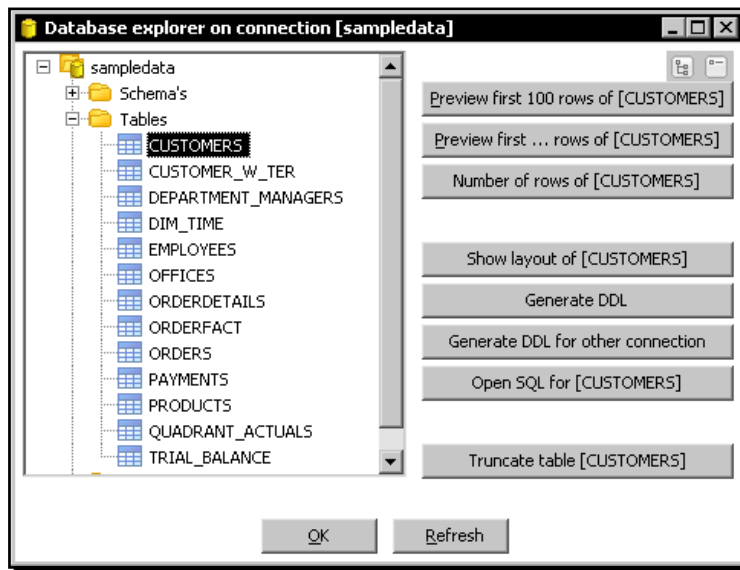 Database explorer on connection [sampledata]
sampledata
Schema's
Tables
CUSTOMERS
CUSTOMER_W_TER
DEPARTMENT_MANAGERS
DIM_TIME
EMPLOYEES
OFFICES
ORDERDETAILS
ORDERFACT
ORDERS
PAYMENTS
PRODUCTS
QUADRANT_ACTUALS
TRIAL_BALANCE
Preview first 100 rows of [CUSTOMERS]
Preview first ... rows of [CUSTOMERS]
Number of rows of [CUSTOMERS]
Show layout of [CUSTOMERS]
Generate DDL
Generate DDL for other connection
Open SQL for [CUSTOMERS]
Truncate table [CUSTOMERS]
OK
Refresh